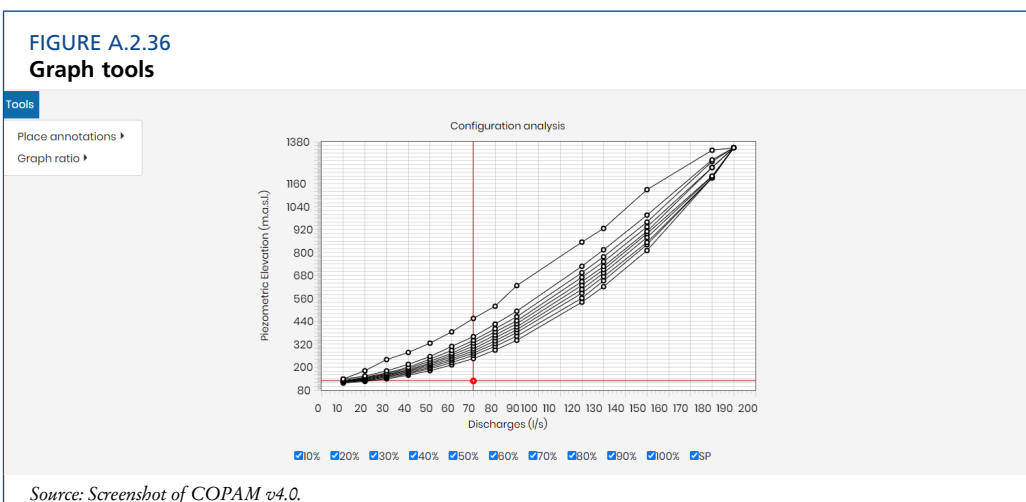 FIGURE A.2.36
Graph tools
Tools
Place annotations
Graph ratio
Configuration analysis
Piezometric Elevation (m.a.s.l.)
1380
1160
1040
920
800
680
560
440
320
200
80
0 10 20 30 40 50 60 70 80 90 100 110 120 130 140 150 160 170 180 190 200
Discharges (l/s)
10% 20% 30% 40% 50% 60% 70% 80% 90% 100% SP
Source: Screenshot of COPAM v4.0.